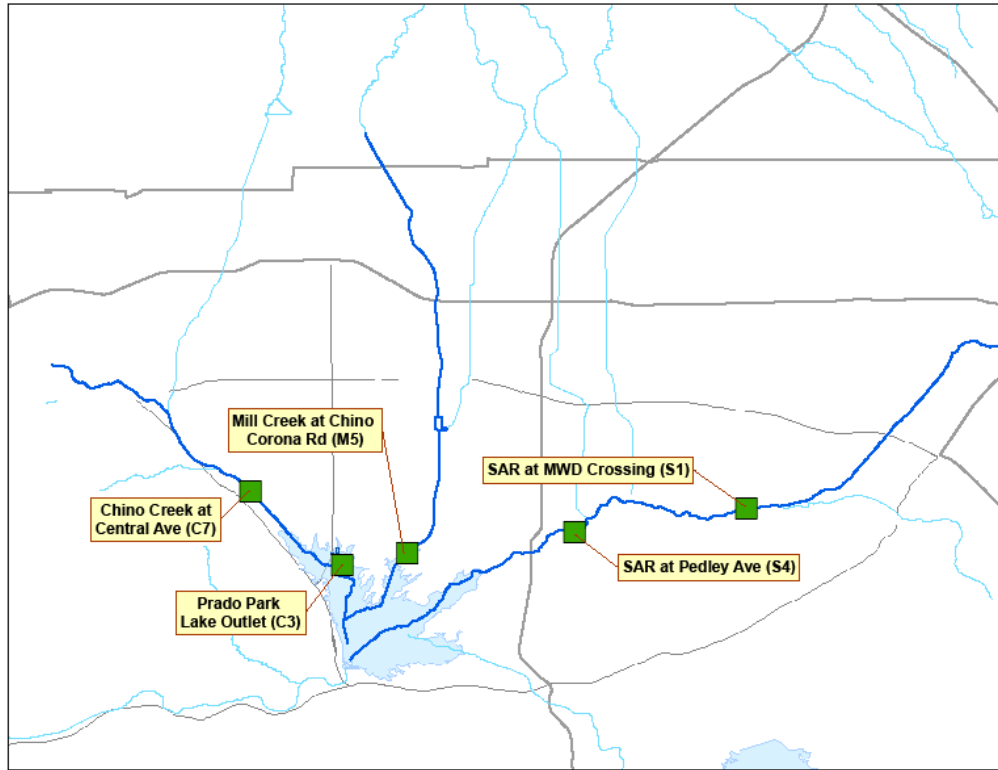 Mill Creek at Chino
Corona Rd (M5)
SAR at MWD Crossing (S1)
Chino Creek at
Central Ave (C7)
SAR at Pedley Ave (S4)
Prado Park
Lake Outlet (C3)